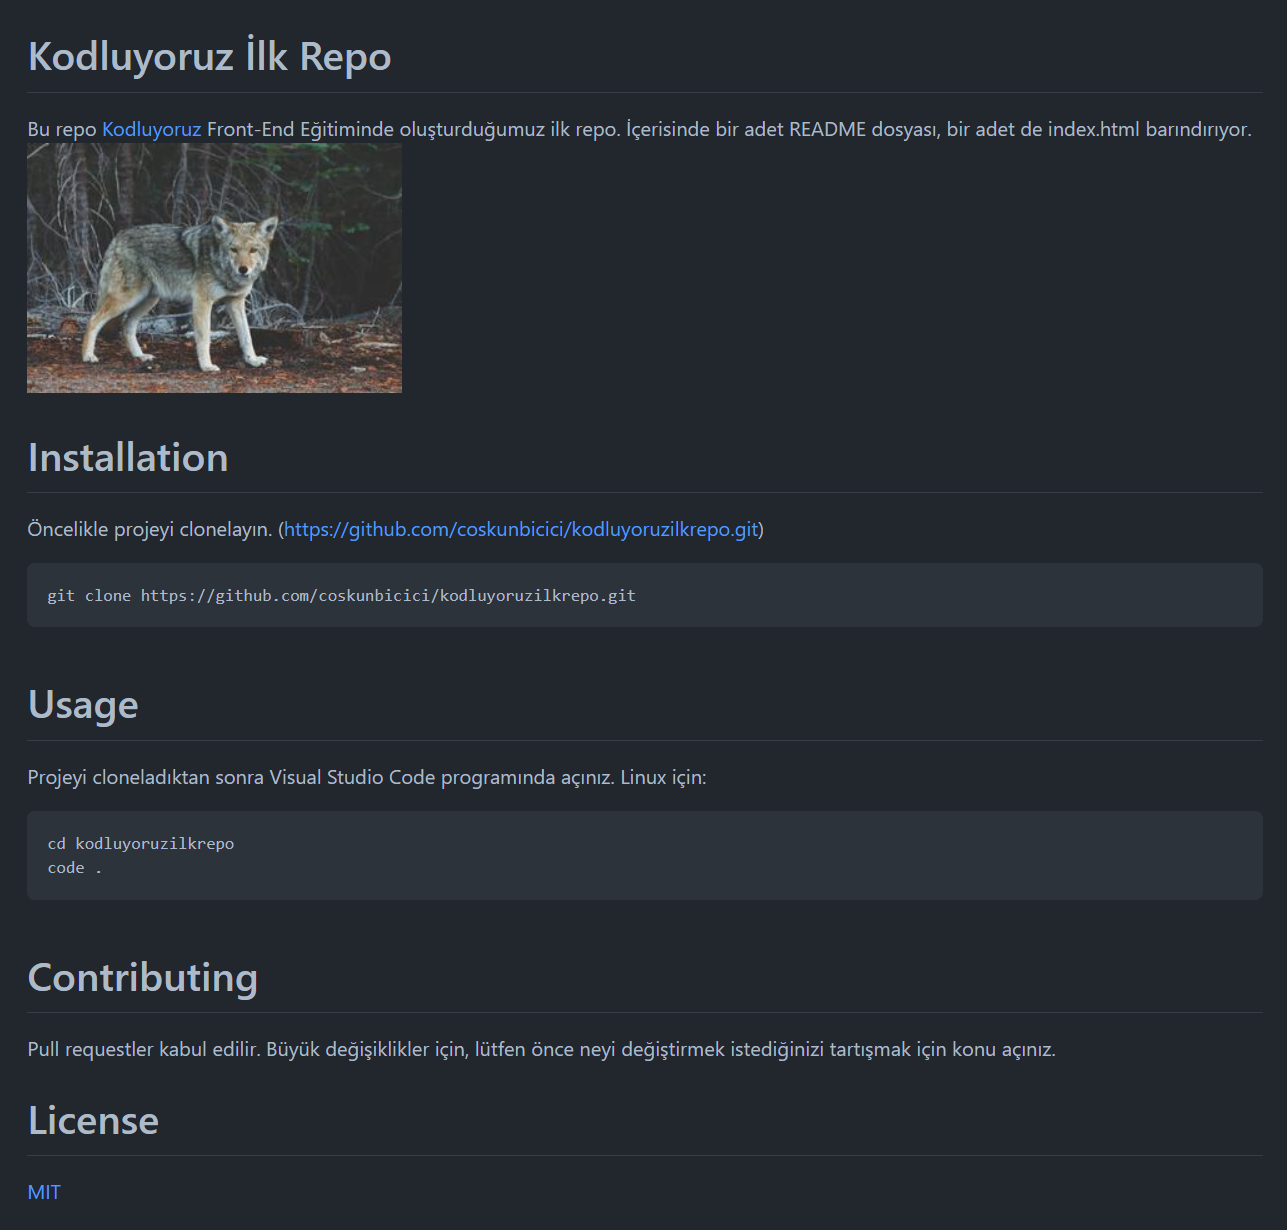 Kodluyoruz İlk Repo
Bu repo Kodluyoruz Front-End Eğitiminde oluşturduğumuz ilk repo. İçerisinde bir adet README dosyası, bir adet de index.html barındırıyor.
Installation
Öncelikle projeyi clonelayın. (https://github.com/coskunbicici/kodluyoruzilkrepo.git)
git clone https://github.com/coskunbicici/kodluyoruzilkrepo.git
Usage
Projeyi cloneladıktan sonra Visual Studio Code programında açınız. Linux için:
cd kodluyoruzilkrepo
code .
Contributing
Pull requestler kabul edilir. Büyük değişiklikler için, lütfen önce neyi değiştirmek istediğinizi tartışmak için konu açınız.
License
MIT